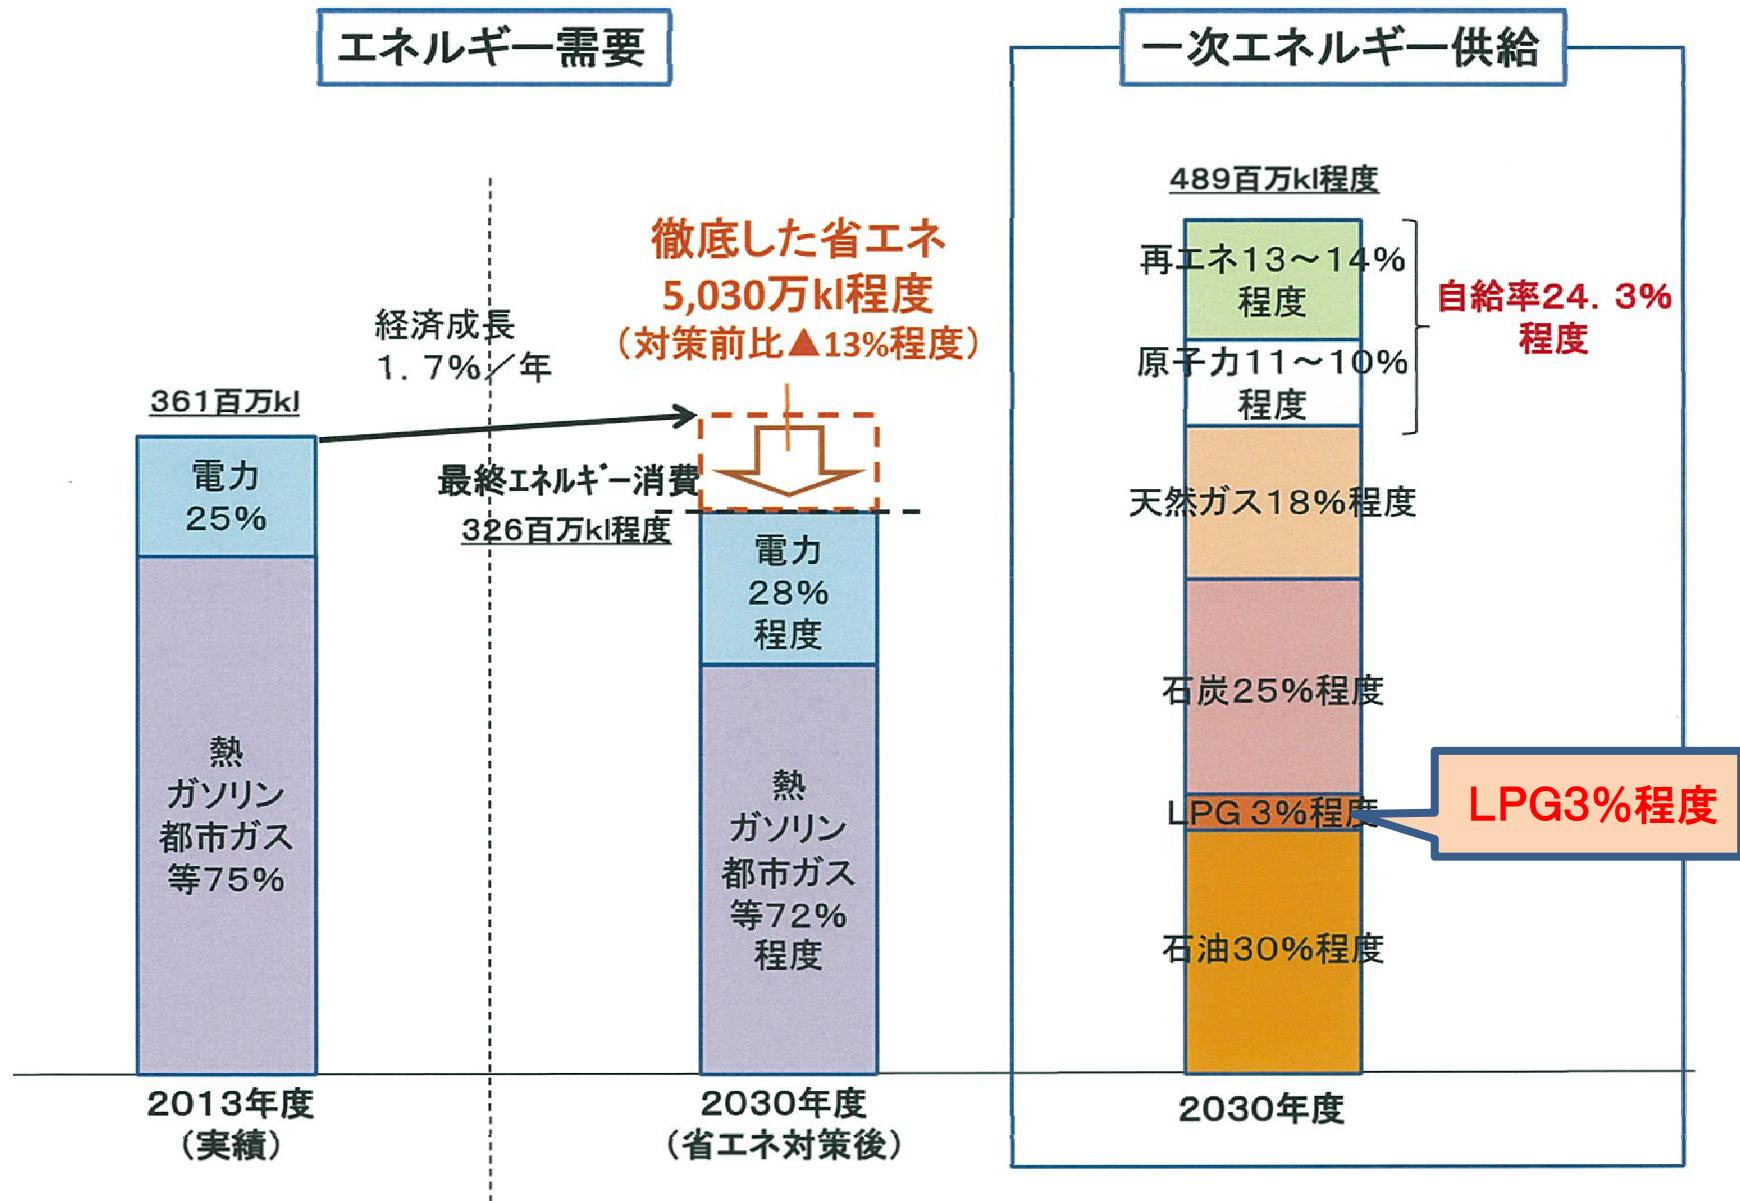 エネルギー需要
一次エネルギー供給
経済成長
1.7%/年
361百万kl
電力
25%
熱
ガソリン
都市ガス
等75%
2013年度
(実績)
徹底した省エネ
5,030万kl程度
(対策前比▲13%程度)
最終エネルギー消費
326百万kl程度
電力
28%
程度
熱
ガソリン
都市ガス
等72%
程度
2030年度
(省エネ対策後)
489百万kl程度
再エネ13～14%
程度
原子力11～10%
程度
自給率24.3%
程度
天然ガス18%程度
石炭25%程度
LPG 3%程度
LPG3%程度
石油30%程度
2030年度